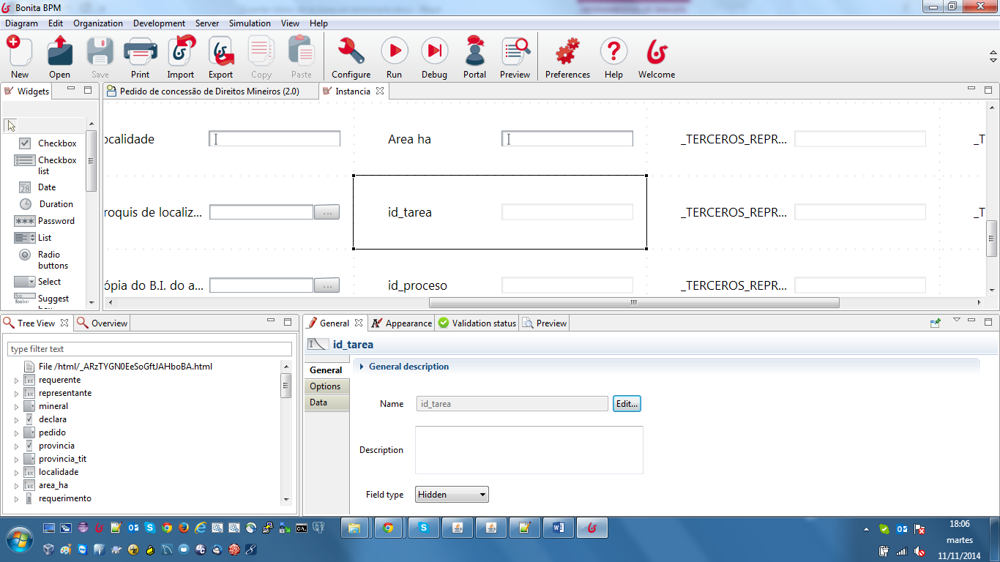 Bonita BPM
Diagram Edit Organization Development Server Simulation View Help
New Open Save Print Import Export Copy Paste Configure Run Debug Portal Preview Preferences Help Welcome
Widgets
Pedido de concessão de Direitos Mineiros (2.0)
Instancia
Checkbox
Checkbox
list
Date
Duration
Password
List
Radio
buttons
Select
Suggest
ocalidade
Area ha
_TERCEROS_REPR...
_T
roquis de localiz...
...
id_tarea
_TERCEROS_REPR...
_T
ópia do B.I. do a...
...
id_proceso
_TERCEROS_REPR...
Tree View
Overview
type filter text
File /html/_ARzTYGN0EeSoGftJAHboBA.html
requerente
representante
mineral
declara
pedido
provincia
provincia_tit
localidade
area_ha
requerimento
General
Appearance
Validation status
Preview
id_tarea
General
Options
Data
General description
Name
id_tarea
Edit...
Description
Field type
Hidden
18:06
martes
11/11/2014